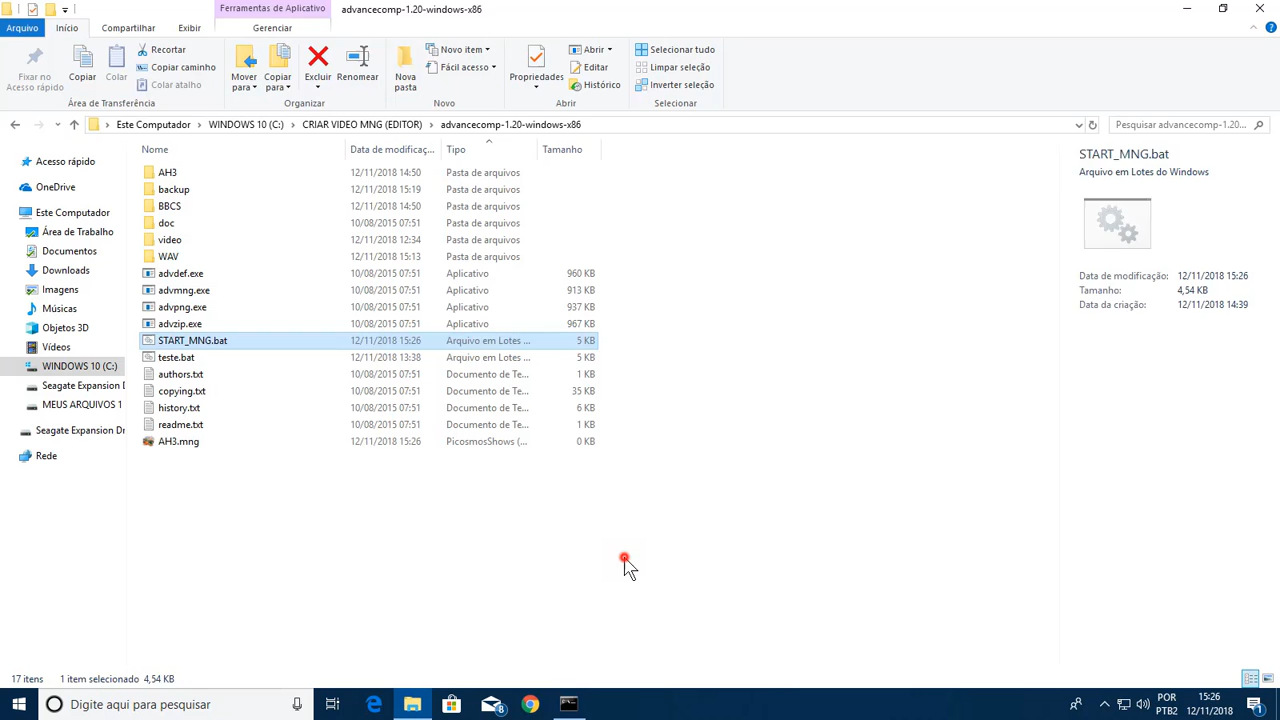 Ferramentas de Aplicativo advancecomp-1.20-windows-x86
Arquivo Início Compartilhar Exibir Gerenciar
Fixar no Acesso rápido
Copiar
Colar
Recortar
Copiar caminho
Colar atalho
Área de Transferência
Mover para
Copiar para
Excluir
Renomear
Organizar
Nova pasta
Novo item
Fácil acesso
Novo
Propriedades
Abrir
Editar
Histórico
Abrir
Selecionar tudo
Limpar seleção
Inverter seleção
Selecionar
Este Computador > WINDOWS 10 (C:) > CRIAR VIDEO MNG (EDITOR) > advancecomp-1.20-windows-x86
Pesquisar advancecomp-1.20...
Acesso rápido
OneDrive
Este Computador
Área de Trabalho
Documentos
Downloads
Imagens
Músicas
Objetos 3D
Vídeos
WINDOWS 10 (C:)
Seagate Expansion D
MEUS ARQUIVOS 1
Seagate Expansion Dr
Rede
Nome Data de modificaç... Tipo Tamanho
AH3 12/11/2018 14:50 Pasta de arquivos
backup 12/11/2018 15:19 Pasta de arquivos
BBCS 12/11/2018 14:50 Pasta de arquivos
doc 10/08/2015 07:51 Pasta de arquivos
video 12/11/2018 12:34 Pasta de arquivos
WAV 12/11/2018 15:13 Pasta de arquivos
advdef.exe 10/08/2015 07:51 Aplicativo 960 KB
advmng.exe 10/08/2015 07:51 Aplicativo 913 KB
advpng.exe 10/08/2015 07:51 Aplicativo 937 KB
advzip.exe 10/08/2015 07:51 Aplicativo 967 KB
START_MNG.bat 12/11/2018 15:26 Arquivo em Lotes ... 5 KB
teste.bat 12/11/2018 13:38 Arquivo em Lotes ... 5 KB
authors.txt 10/08/2015 07:51 Documento de Te... 1 KB
copying.txt 10/08/2015 07:51 Documento de Te... 35 KB
history.txt 10/08/2015 07:51 Documento de Te... 6 KB
readme.txt 10/08/2015 07:51 Documento de Te... 1 KB
AH3.mng 12/11/2018 15:26 PicosmosShows (... 0 KB
START_MNG.bat
Arquivo em Lotes do Windows
Data de modificação: 12/11/2018 15:26
Tamanho: 4,54 KB
Data da criação: 12/11/2018 14:39
17 itens 1 item selecionado 4,54 KB
Digite aqui para pesquisar
8
POR
PTB2
15:26
12/11/2018
1